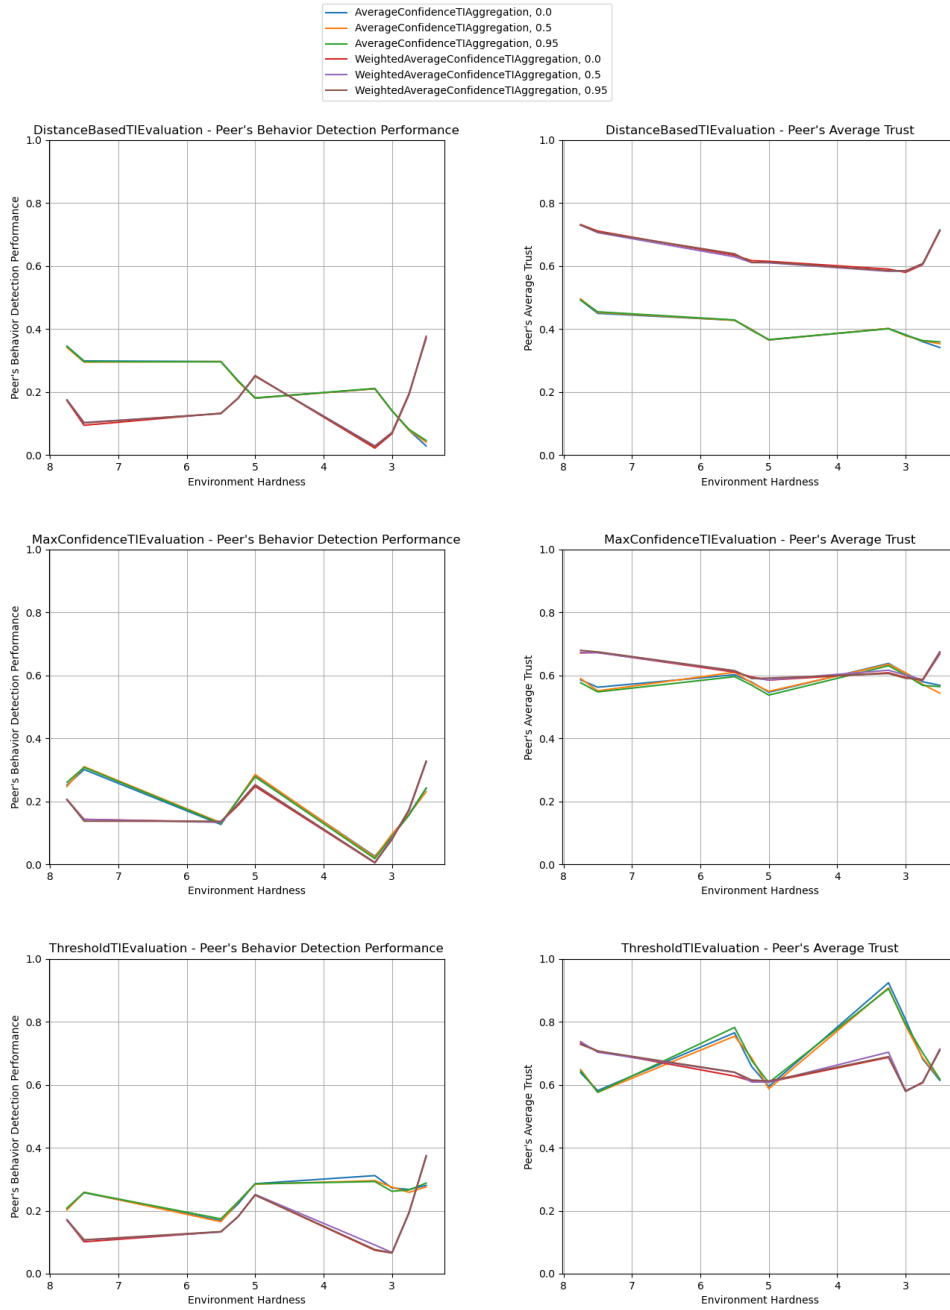 AverageConfidenceTIAggregation, 0.0
AverageConfidenceTIAggregation, 0.5
AverageConfidenceTIAggregation, 0.95
WeightedAverageConfidenceTIAggregation, 0.0
WeightedAverageConfidenceTIAggregation, 0.5
WeightedAverageConfidenceTIAggregation, 0.95
DistanceBasedTIEvaluation - Peer's Behavior Detection Performance
1.0
0.8
0.6
0.4
0.2
0.0
Peer's Behavior Detection Performance
8 7 6 5 4 3
Environment Hardness
DistanceBasedTIEvaluation - Peer's Average Trust
1.0
0.8
0.6
0.4
0.2
0.0
Peer's Average Trust
8 7 6 5 4 3
Environment Hardness
MaxConfidenceTIEvaluation - Peer's Behavior Detection Performance
1.0
0.8
0.6
0.4
0.2
0.0
Peer's Behavior Detection Performance
8 7 6 5 4 3
Environment Hardness
MaxConfidenceTIEvaluation - Peer's Average Trust
1.0
0.8
0.6
0.4
0.2
0.0
Peer's Average Trust
8 7 6 5 4 3
Environment Hardness
ThresholdTIEvaluation - Peer's Behavior Detection Performance
1.0
0.8
0.6
0.4
0.2
0.0
Peer's Behavior Detection Performance
8 7 6 5 4 3
Environment Hardness
ThresholdTIEvaluation - Peer's Average Trust
1.0
0.8
0.6
0.4
0.2
0.0
Peer's Average Trust
8 7 6 5 4 3
Environment Hardness